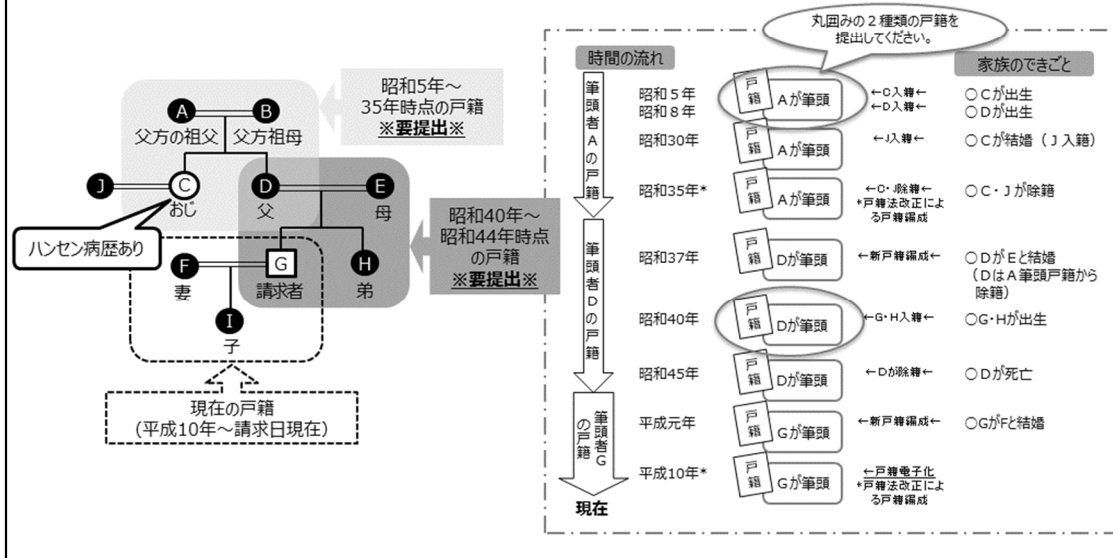 A
B
父方の祖父
父方祖母
J
C
おじ
D
父
E
母
ハンセン病歴あり
F
妻
G
請求者
H
弟
I
子
昭和5年～
35年時点の戸籍
※要提出※
昭和40年～
昭和44年時点
の戸籍
※要提出※
現在の戸籍
(平成10年～請求日現在)
丸囲みの２種類の戸籍を
提出してください。
時間の流れ
家族のできごと
筆頭者Aの戸籍
筆頭者Dの戸籍
筆頭者G
の戸籍
現在
昭和５年
昭和８年
戸籍
Aが筆頭
←C入籍←
←D入籍←
○Cが出生
○Dが出生
昭和30年
戸籍
Aが筆頭
←J入籍←
○Cが結婚（J入籍）
昭和35年*
戸籍
Aが筆頭
←C・J除籍←
*戸籍法改正によ
る戸籍編成
○C・Jが除籍
昭和37年
戸籍
Dが筆頭
←新戸籍編成←
○DがEと結婚
（DはA筆頭戸籍から
除籍）
昭和40年
戸籍
Dが筆頭
←G・H入籍←
○G・Hが出生
昭和45年
戸籍
Dが筆頭
←Dが除籍←
○Dが死亡
平成元年
戸籍
Gが筆頭
←新戸籍編成←
○GがFと結婚
平成10年*
戸籍
Gが筆頭
←戸籍電子化
*戸籍法改正によ
る戸籍編成